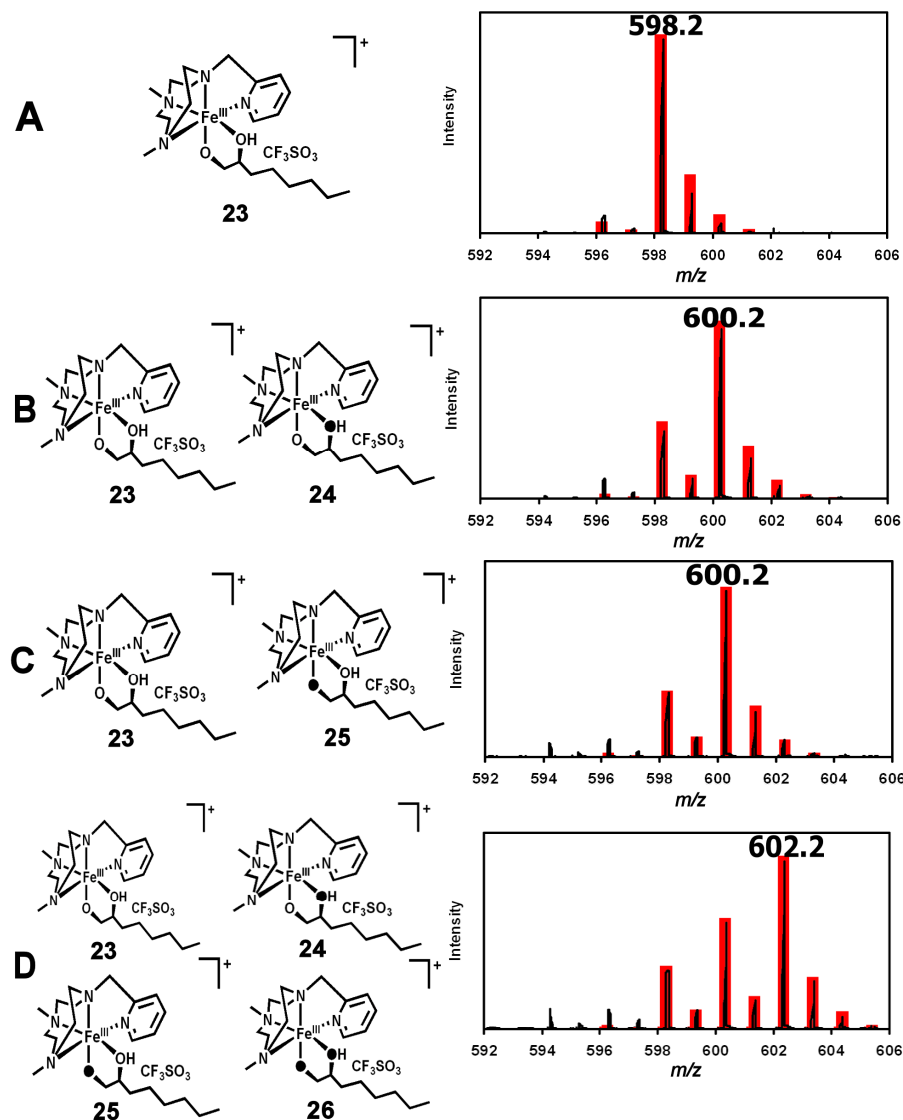 A
]+
N
N
N
N
Fe^III
O
OH
CF3SO3
23
598.2
Intensity
592 594 596 598 600 602 604 606
m/z
B
]+
N
N
N
N
Fe^III
O
OH
CF3SO3
23
]+
N
N
N
N
Fe^III
O
●H
CF3SO3
24
600.2
Intensity
592 594 596 598 600 602 604 606
m/z
C
]+
N
N
N
N
Fe^III
O
OH
CF3SO3
23
]+
N
N
N
N
Fe^III
●
OH
CF3SO3
25
600.2
Intensity
592 594 596 598 600 602 604 606
m/z
D
]+
N
N
N
N
Fe^III
O
OH
CF3SO3
23
]+
N
N
N
N
Fe^III
O
●H
CF3SO3
24
]+
N
N
N
N
Fe^III
●
OH
CF3SO3
25
]+
N
N
N
N
Fe^III
●
●H
CF3SO3
26
602.2
Intensity
592 594 596 598 600 602 604 606
m/z